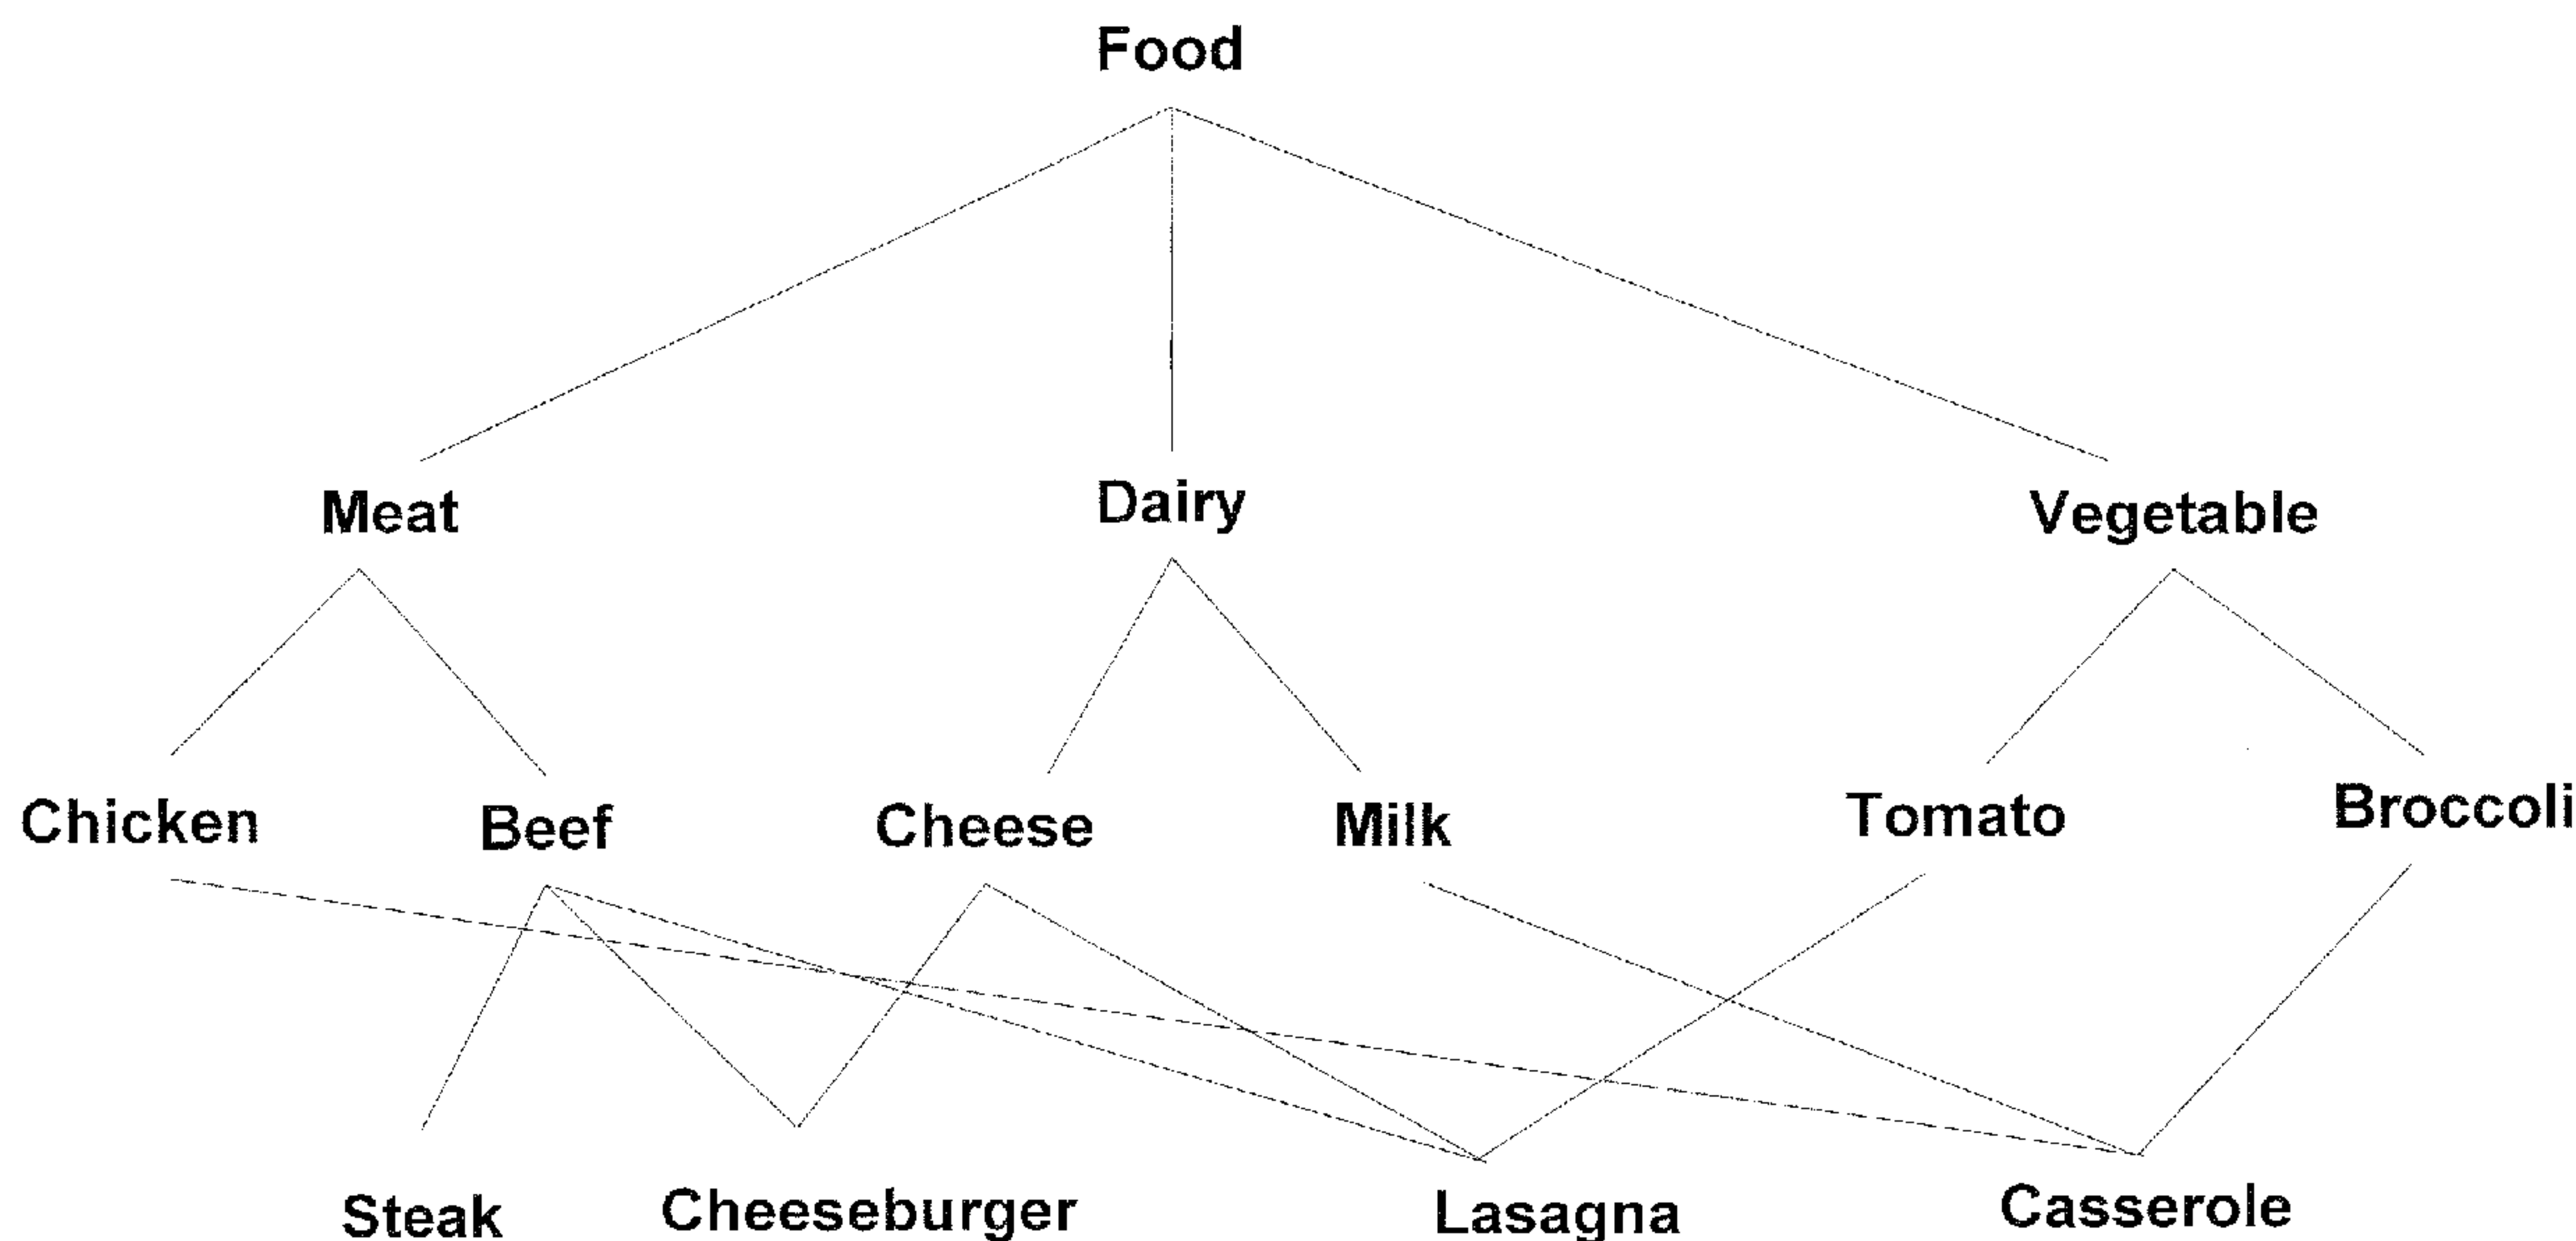 Food
Meat
Dairy
Vegetable
Chicken
Beef
Cheese
Milk
Tomato
Broccoli
Steak
Cheeseburger
Lasagna
Casserole